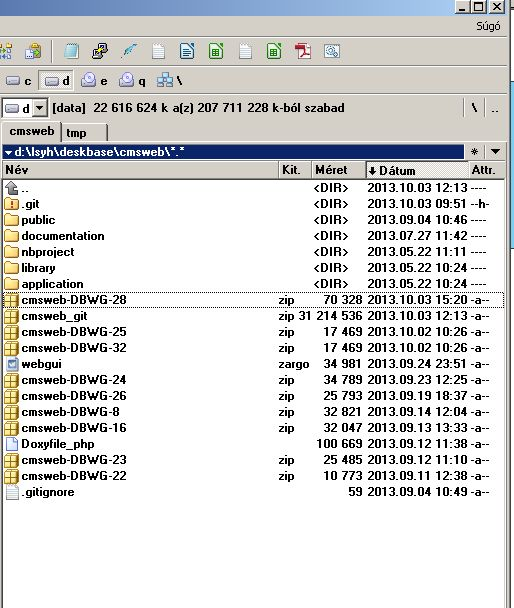 Súgó
c d e q \
d [data] 22 616 624 k a(z) 207 711 228 k-ból szabad \ ..
cmsweb tmp
d:\lsyh\deskbase\cmsweb\*.* *
Név Kit. Méret Dátum Attr.
.. <DIR> 2013.10.03 12:13 ----
.git <DIR> 2013.10.03 09:51 --h-
public <DIR> 2013.09.04 10:46 ----
documentation <DIR> 2013.07.27 11:42 ----
nbproject <DIR> 2013.05.22 11:11 ----
library <DIR> 2013.05.22 10:24 ----
application <DIR> 2013.05.22 10:24 ----
cmsweb-DBWG-28 zip 70 328 2013.10.03 15:20 -a--
cmsweb_git zip 31 214 536 2013.10.03 12:13 -a--
cmsweb-DBWG-25 zip 17 469 2013.10.02 10:26 -a--
cmsweb-DBWG-32 zip 17 469 2013.10.02 10:26 -a--
webgui zargo 34 981 2013.09.24 23:51 -a--
cmsweb-DBWG-24 zip 34 789 2013.09.23 12:25 -a--
cmsweb-DBWG-26 zip 25 793 2013.09.19 18:37 -a--
cmsweb-DBWG-8 zip 32 821 2013.09.14 12:04 -a--
cmsweb-DBWG-16 zip 32 047 2013.09.13 13:33 -a--
Doxyfile_php 100 669 2013.09.12 11:38 -a--
cmsweb-DBWG-23 zip 25 485 2013.09.12 11:10 -a--
cmsweb-DBWG-22 zip 10 773 2013.09.11 12:38 -a--
.gitignore 59 2013.09.04 10:49 -a--